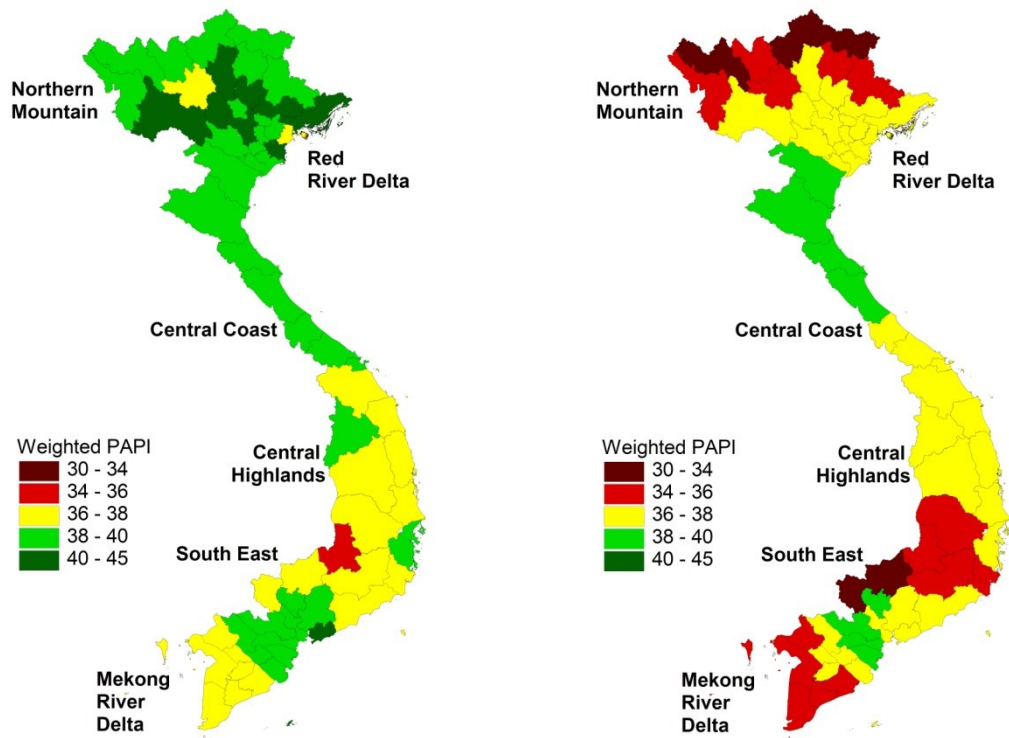 Northern
Mountain
Red
River Delta
Central Coast
Weighted PAPI
30 - 34
34 - 36
36 - 38
38 - 40
40 - 45
Central
Highlands
South East
Mekong
River
Delta
Northern
Mountain
Red
River Delta
Central Coast
Weighted PAPI
30 - 34
34 - 36
36 - 38
38 - 40
40 - 45
Central
Highlands
South East
Mekong
River
Delta